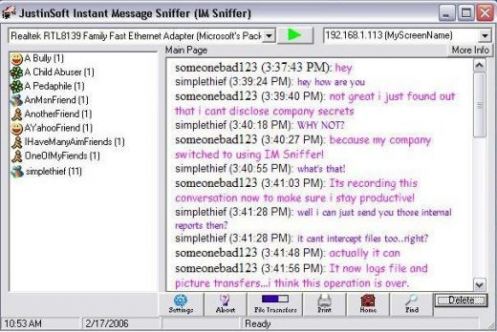 JustinSoft Instant Message Sniffer (IM Sniffer)
Realtek RTL8139 Family Fast Ethernet Adapter (Microsoft's Pack
192.168.1.113 (MyScreenName)
Main Page
More Info
A Bully (1)
A Child Abuser (1)
A Pedaphile (1)
AnMsnFriend (1)
AnotherFriend (1)
AYahooFriend (1)
IHaveManyAimFriends (1)
OneOfMyFriends (1)
simplethief (11)
someonebad123 (3:37:43 PM): hey
simplethief (3:39:24 PM): hey how are you
someonebad123 (3:39:40 PM): not great i just found out
that i cant disclose company secrets
simplethief (3:40:18 PM): WHY NOT?
someonebad123 (3:40:27 PM): because my company
switched to using IM Sniffer!
simplethief (3:40:55 PM): what's that!
someonebad123 (3:41:03 PM): Its recording this
conversation now to make sure i stay productive!
simplethief (3:41:28 PM): well i can just send you those internal
reports then?
simplethief (3:41:28 PM): it cant intercept files too..right?
someonebad123 (3:41:48 PM): actually it can
someonebad123 (3:41:56 PM): It now logs file and
picture transfers...i think this operation is over.
Settings
About
File Transfers
Print
Home
Find
Delete
10:53 AM
2/17/2006
Ready